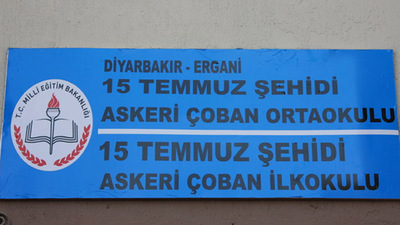 DİYARBAKIR - ERGANİ
15 TEMMUZ ŞEHİDİ
ASKERİ ÇOBAN ORTAOKULU
15 TEMMUZ ŞEHİDİ
ASKERİ ÇOBAN İLKOKULU
T.C. MİLLİ EĞİTİM BAKANLIĞI